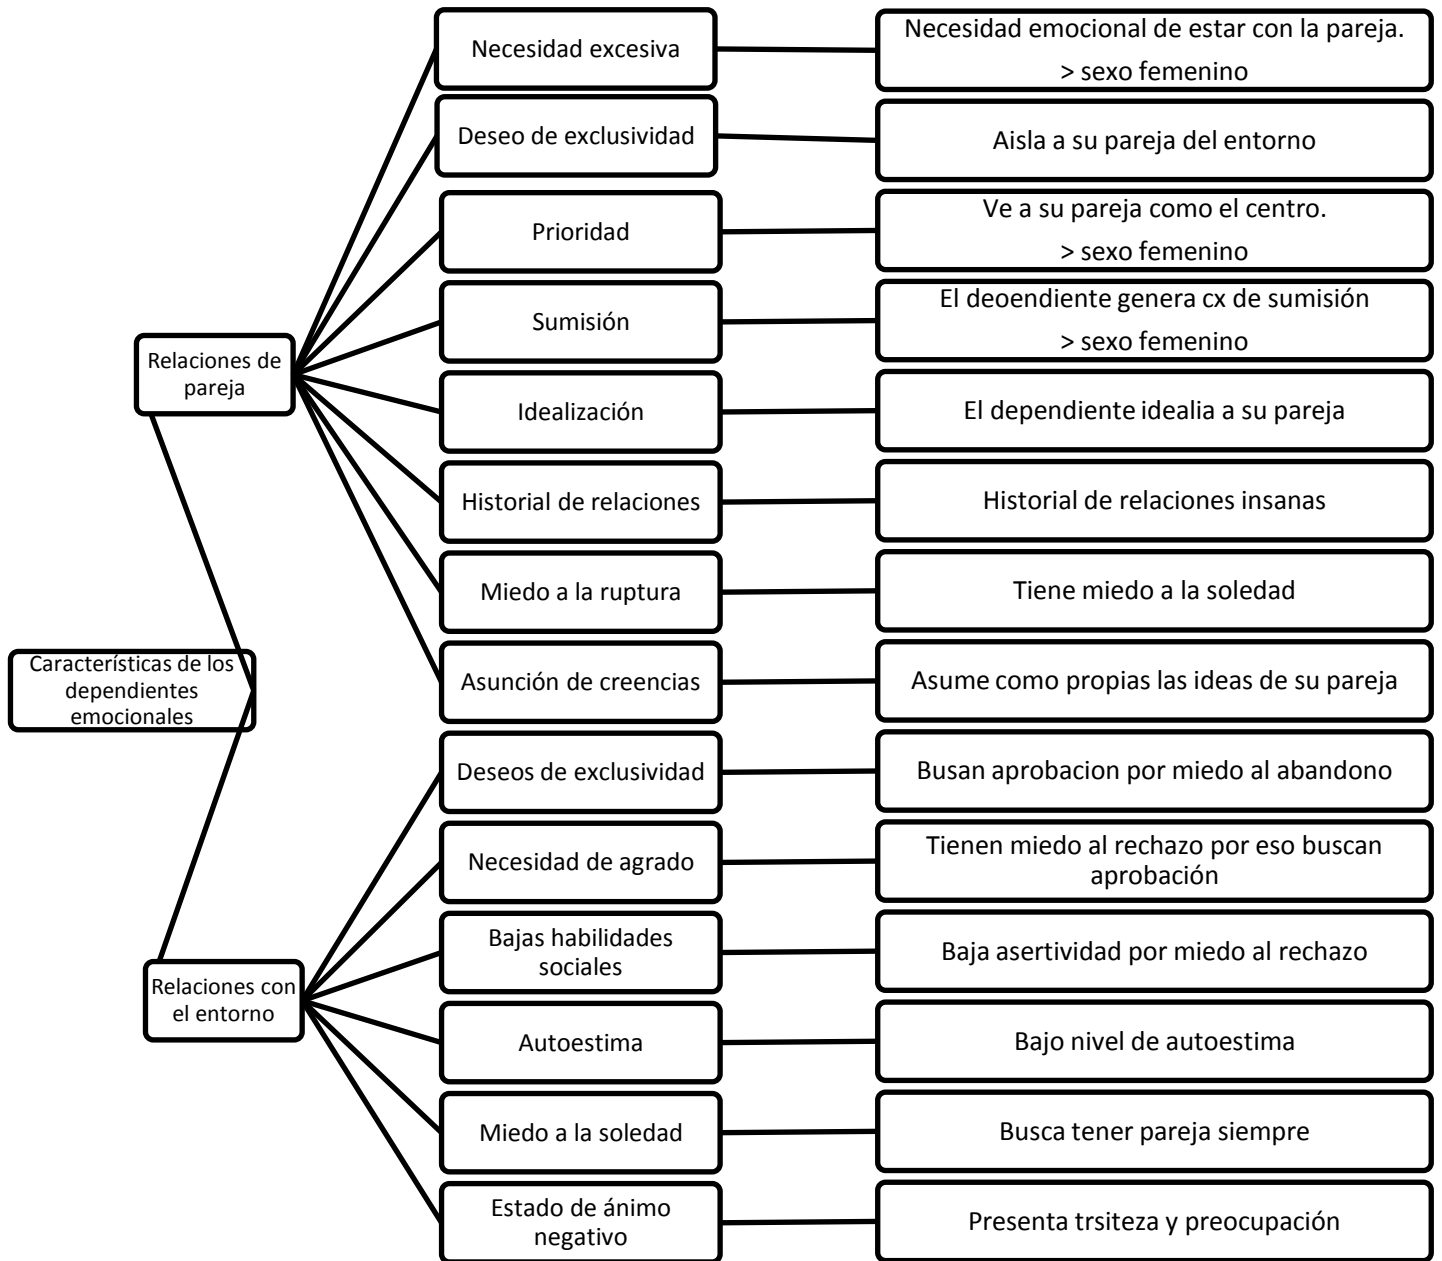 Necesidad excesiva
Necesidad emocional de estar con la pareja.
> sexo femenino
Deseo de exclusividad
Aisla a su pareja del entorno
Prioridad
Ve a su pareja como el centro.
> sexo femenino
Sumisión
El deoendiente genera cx de sumisión
> sexo femenino
Relaciones de
pareja
Idealización
El dependiente idealia a su pareja
Historial de relaciones
Historial de relaciones insanas
Miedo a la ruptura
Tiene miedo a la soledad
Características de los
dependientes
emocionales
Asunción de creencias
Asume como propias las ideas de su pareja
Deseos de exclusividad
Busan aprobacion por miedo al abandono
Necesidad de agrado
Tienen miedo al rechazo por eso buscan
aprobación
Bajas habilidades
sociales
Baja asertividad por miedo al rechazo
Relaciones con
el entorno
Autoestima
Bajo nivel de autoestima
Miedo a la soledad
Busca tener pareja siempre
Estado de ánimo
negativo
Presenta trsiteza y preocupación